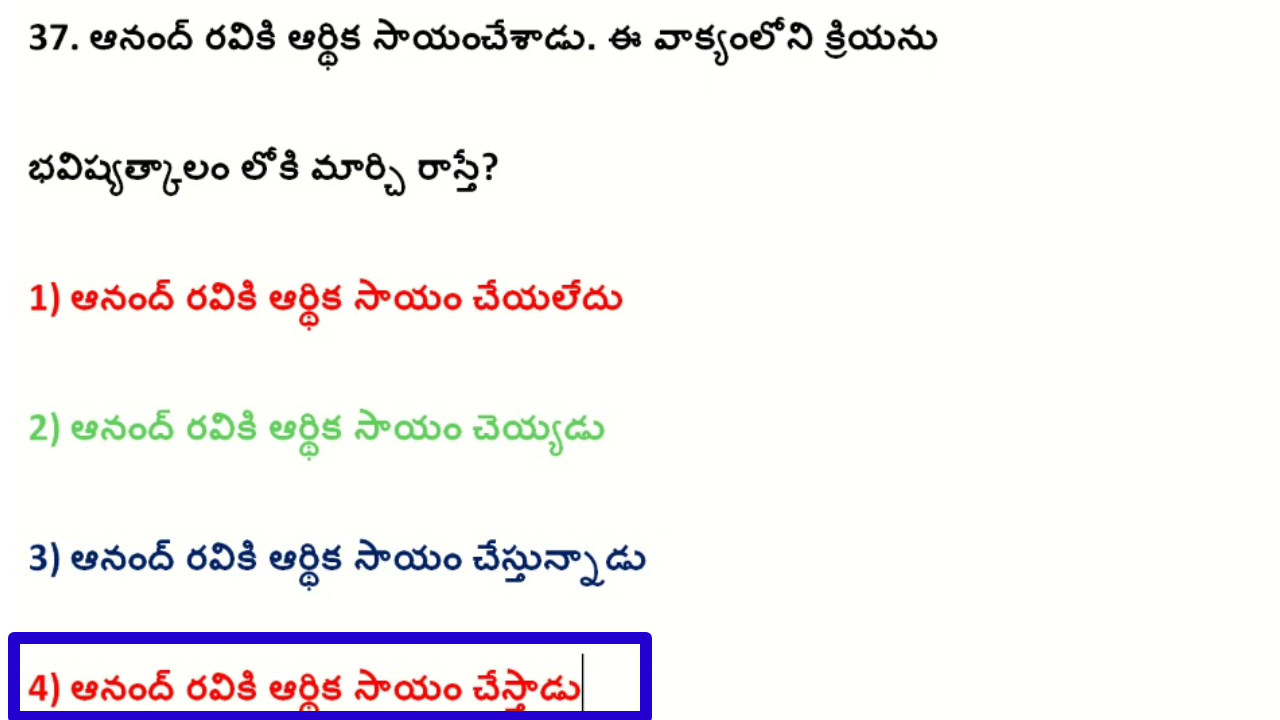 37. ఆనంద్ రవికి ఆర్థిక సాయంచేశాడు. ఈ వాక్యంలోని క్రియను
భవిష్యత్కాలం లోకి మార్చి రాస్తే?
1) ఆనంద్ రవికి ఆర్థిక సాయం చేయలేదు
2) ఆనంద్ రవికి ఆర్థిక సాయం చెయ్యడు
3) ఆనంద్ రవికి ఆర్థిక సాయం చేస్తున్నాడు
4) ఆనంద్ రవికి ఆర్థిక సాయం చేస్తాడు